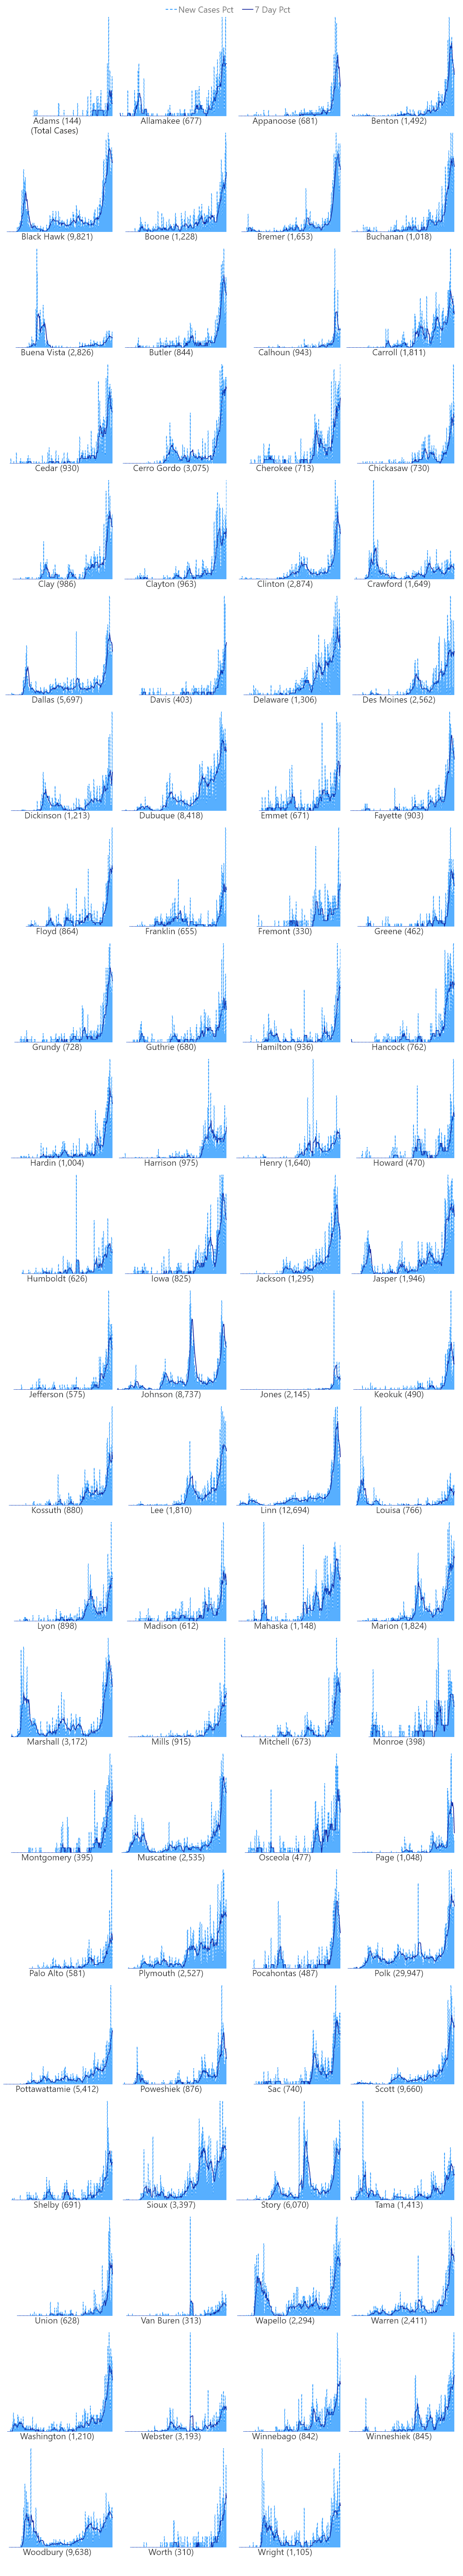 New Cases Pct 7 Day Pct
Adams (144) Allamakee (677) Appanoose (681) Benton (1,492)
(Total Cases)
Black Hawk (9,821) Boone (1,228) Bremer (1,653) Buchanan (1,018)
Buena Vista (2,826) Butler (844) Calhoun (943) Carroll (1,811)
Cedar (930) Cerro Gordo (3,075) Cherokee (713) Chickasaw (730)
Clay (986) Clayton (963) Clinton (2,874) Crawford (1,649)
Dallas (5,697) Davis (403) Delaware (1,306) Des Moines (2,562)
Dickinson (1,213) Dubuque (8,418) Emmet (671) Fayette (903)
Floyd (864) Franklin (655) Fremont (330) Greene (462)
Grundy (728) Guthrie (680) Hamilton (936) Hancock (762)
Hardin (1,004) Harrison (975) Henry (1,640) Howard (470)
Humboldt (626) Iowa (825) Jackson (1,295) Jasper (1,946)
Jefferson (575) Johnson (8,737) Jones (2,145) Keokuk (490)
Kossuth (880) Lee (1,810) Linn (12,694) Louisa (766)
Lyon (898) Madison (612) Mahaska (1,148) Marion (1,824)
Marshall (3,172) Mills (915) Mitchell (673) Monroe (398)
Montgomery (395) Muscatine (2,535) Osceola (477) Page (1,048)
Palo Alto (581) Plymouth (2,527) Pocahontas (487) Polk (29,947)
Pottawattamie (5,412) Poweshiek (876) Sac (740) Scott (9,660)
Shelby (691) Sioux (3,397) Story (6,070) Tama (1,413)
Union (628) Van Buren (313) Wapello (2,294) Warren (2,411)
Washington (1,210) Webster (3,193) Winnebago (842) Winneshiek (845)
Woodbury (9,638) Worth (310) Wright (1,105)